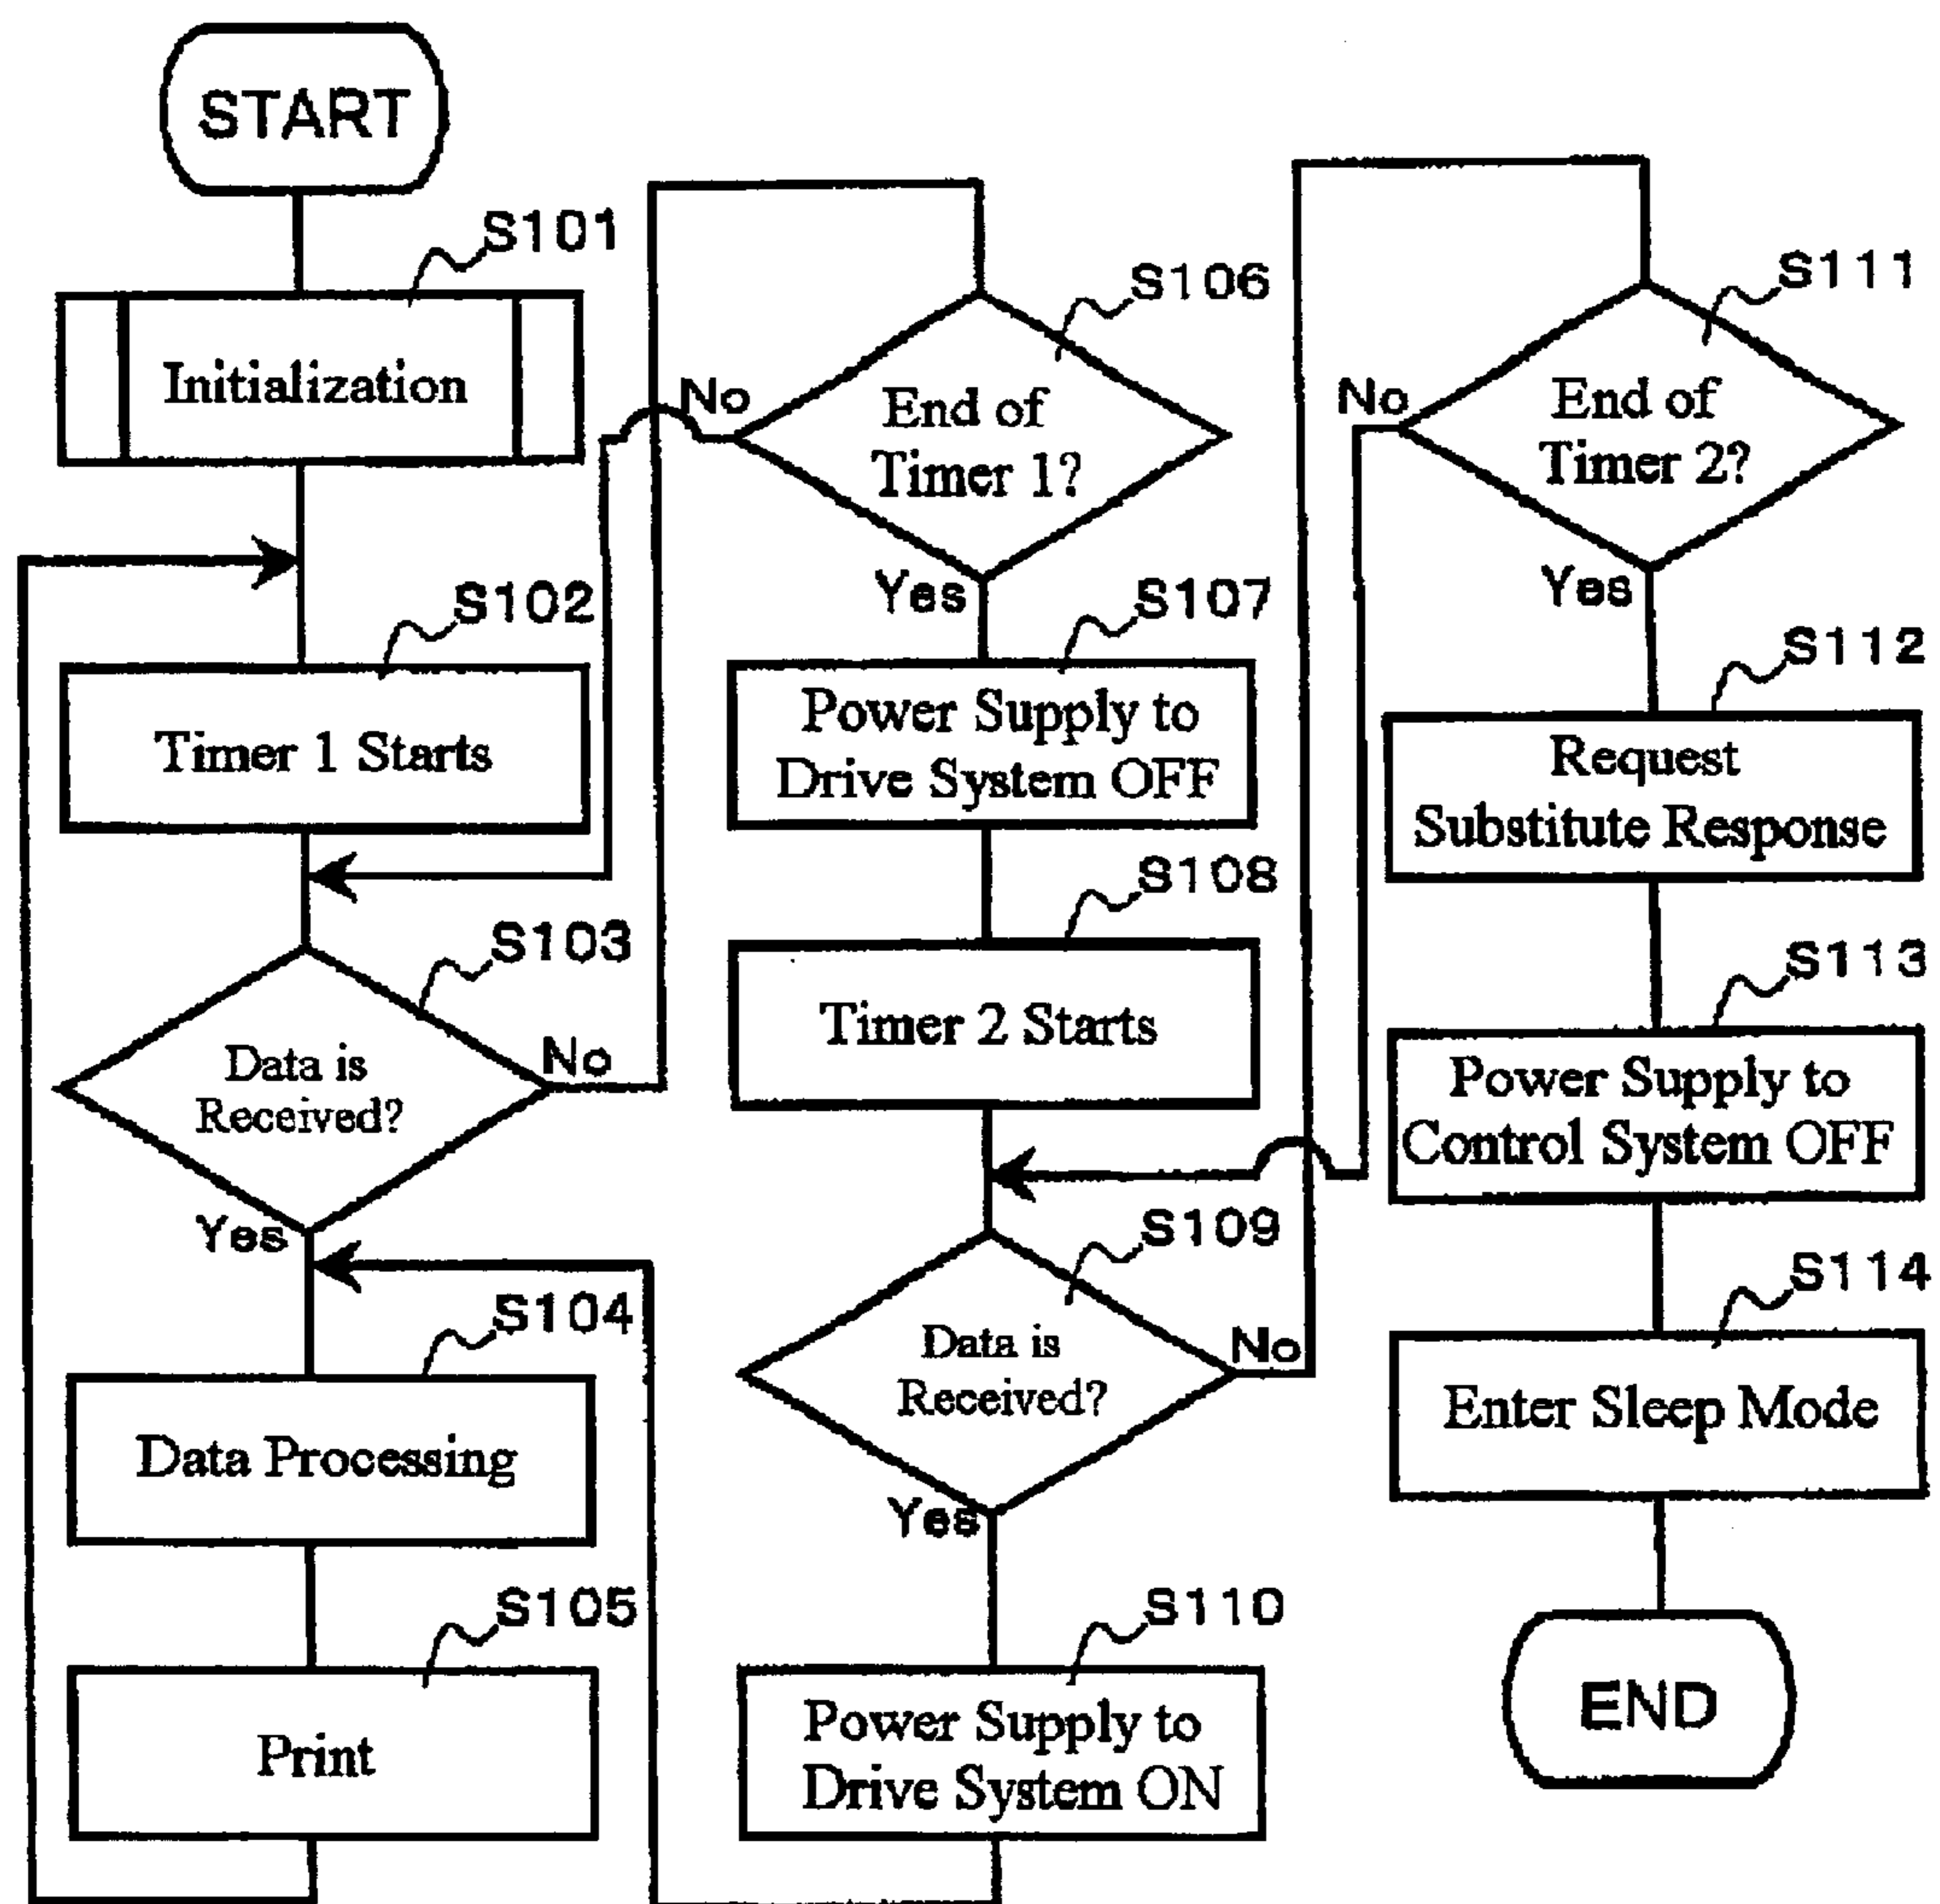 START
S101
Initialization
S102
Timer 1 Starts
S103
Data is
Received?
No
Yes
S104
Data Processing
S105
Print
S106
No
End of
Timer 1?
Yes
S107
Power Supply to
Drive System OFF
S108
Timer 2 Starts
S109
Data is
Received?
No
Yes
S110
Power Supply to
Drive System ON
S111
No
End of
Timer 2?
Yes
S112
Request
Substitute Response
S113
Power Supply to
Control System OFF
S114
Enter Sleep Mode
END